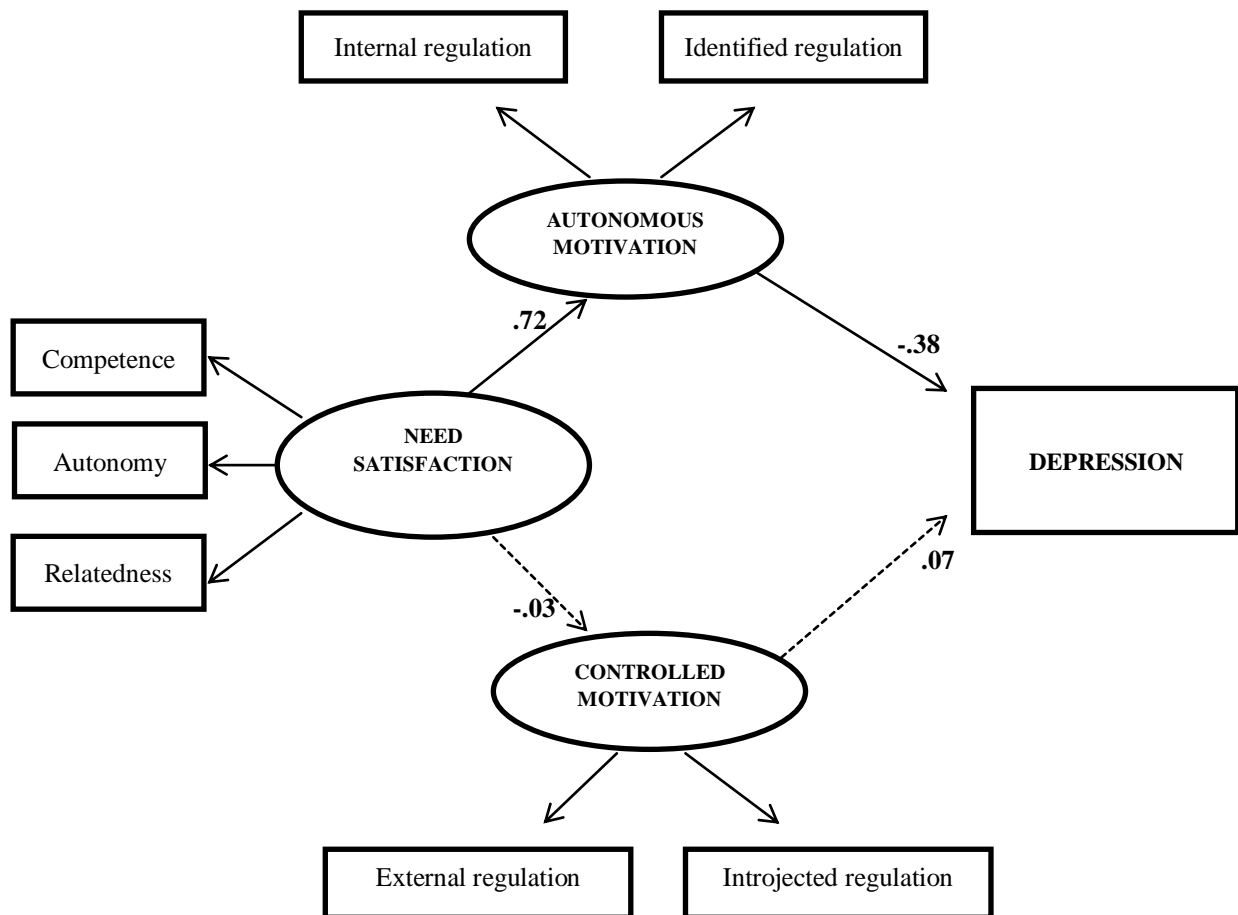 Internal regulation
Identified regulation
AUTONOMOUS
MOTIVATION
.72
-.38
Competence
Autonomy
Relatedness
NEED
SATISFACTION
DEPRESSION
-.03
.07
CONTROLLED
MOTIVATION
External regulation
Introjected regulation